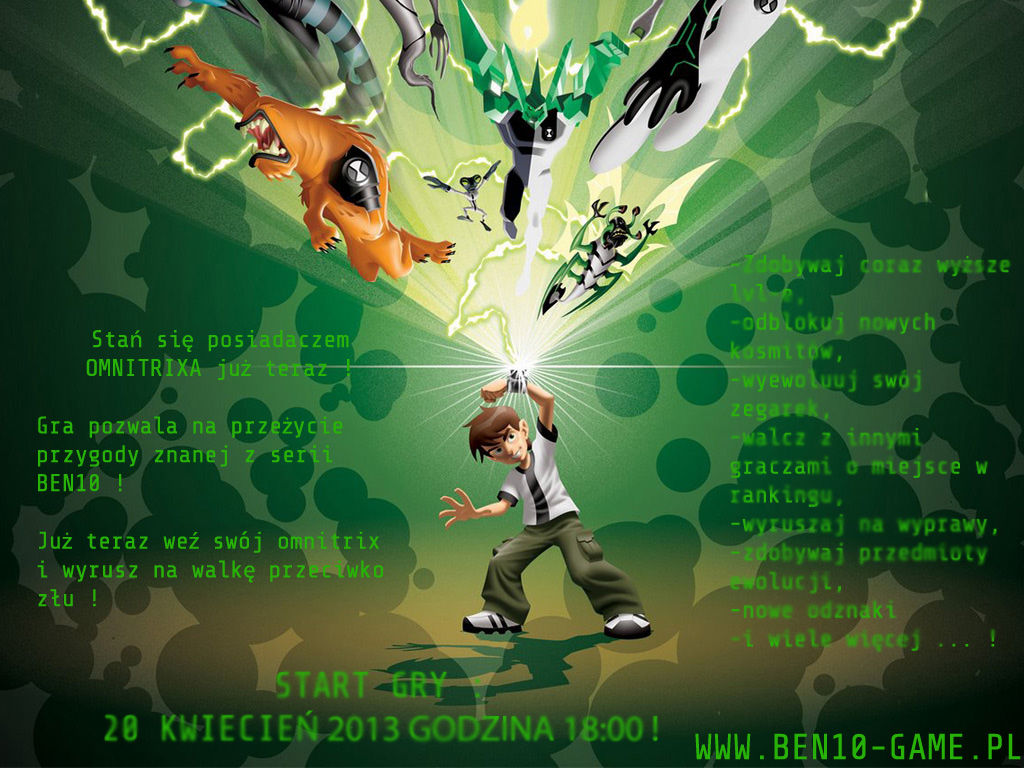 Stań się posiadaczem
OMNITRIXA już teraz !
Gra pozwala na przeżycie
przygody znanej z serii
BEN10 !
Już teraz weź swój omnitrix
i wyrusz na walkę przeciwko
złu !
-Zdobywaj coraz wyższe
lvl-e,
-odblokuj nowych
kosmitów,
-wyewoluuj swój
zegarek,
-walcz z innymi
graczami o miejsce w
rankingu,
-wyruszaj na wyprawy,
-zdobywaj przedmioty
ewolucji,
-nowe odznaki
-i wiele więcej ... !
START GRY :
20 KWIECIEŃ 2013 GODZINA 18:00 !
WWW.BEN10-GAME.PL